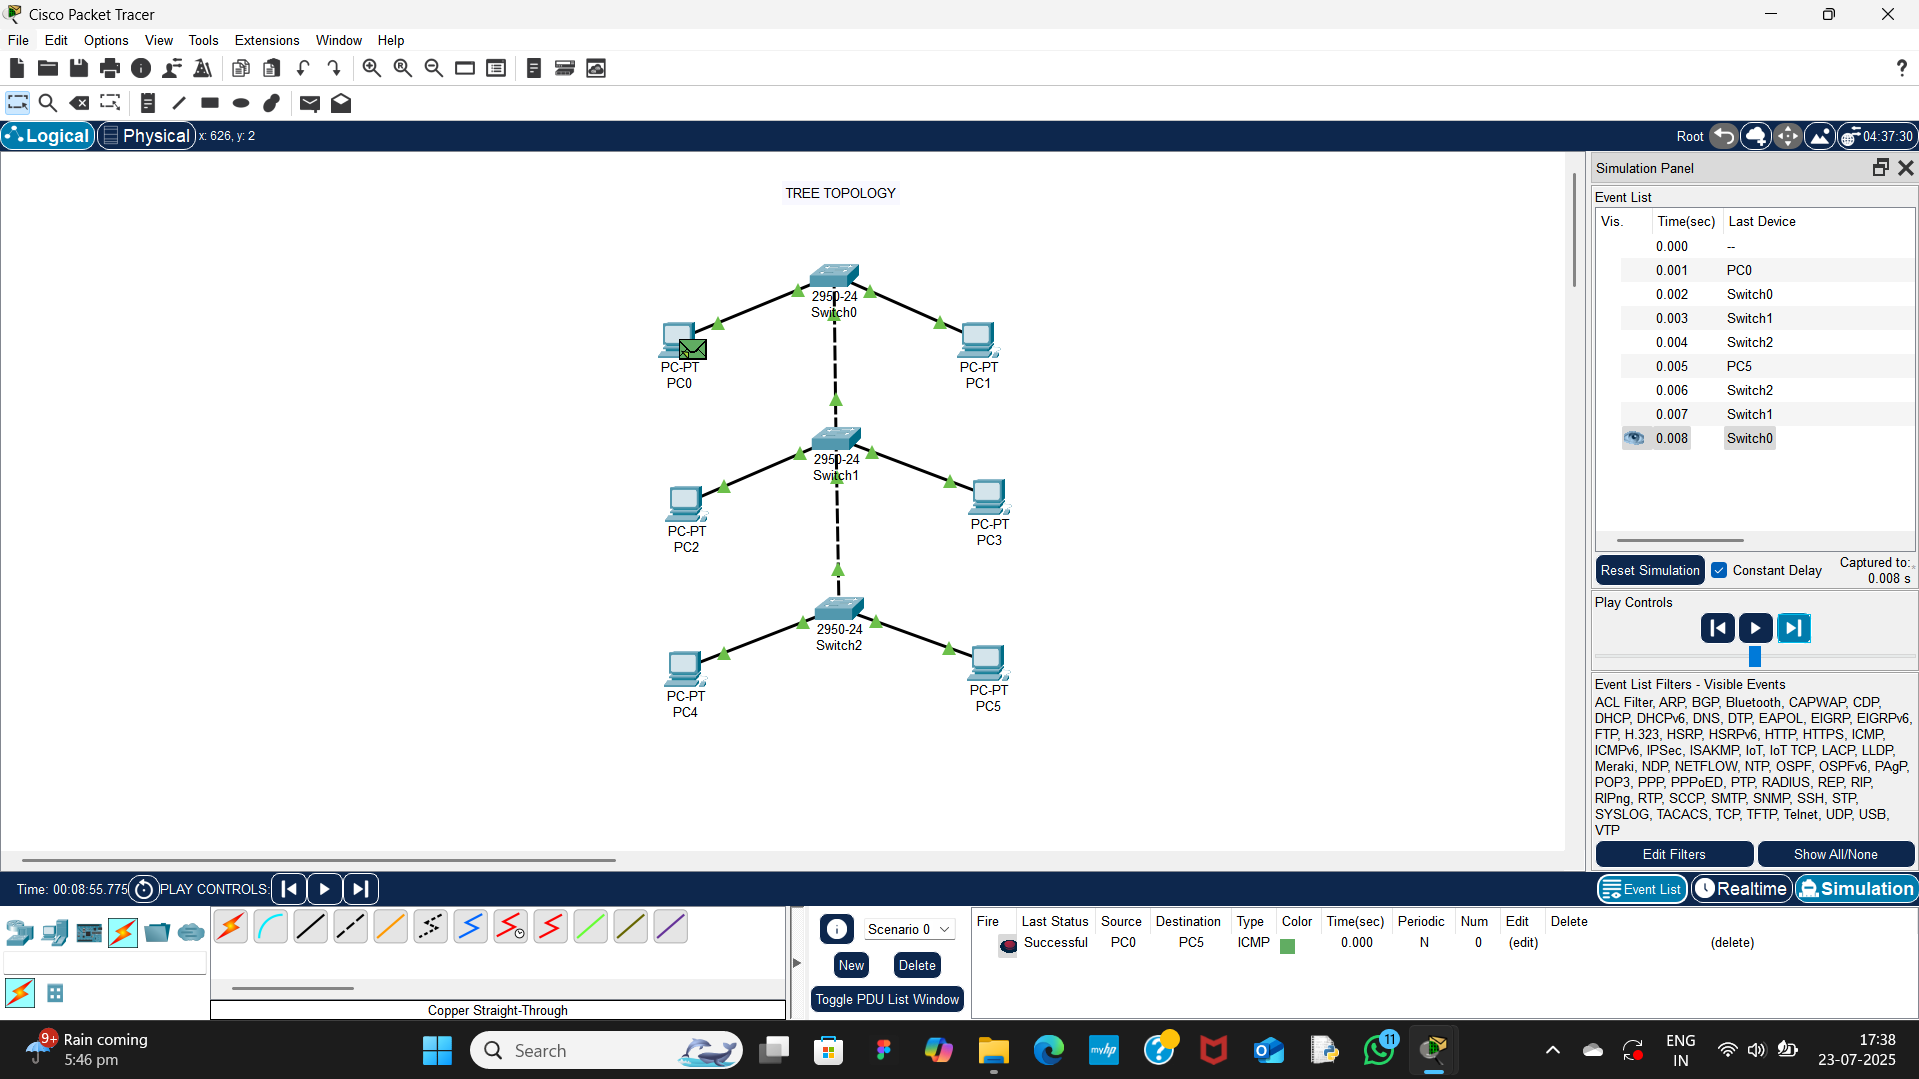 Cisco Packet Tracer
File Edit Options View Tools Extensions Window Help
?
Logical Physical x: 626, y: 2 Root 04:37:30
TREE TOPOLOGY
2950-24
Switch0
PC-PT
PC0
PC-PT
PC1
2950-24
Switch1
PC-PT
PC2
PC-PT
PC3
2950-24
Switch2
PC-PT
PC4
PC-PT
PC5
Simulation Panel
Event List
Vis. Time(sec) Last Device
0.000 --
0.001 PC0
0.002 Switch0
0.003 Switch1
0.004 Switch2
0.005 PC5
0.006 Switch2
0.007 Switch1
0.008 Switch0
Reset Simulation Constant Delay Captured to:
0.008 s
Play Controls
Event List Filters - Visible Events
ACL Filter, ARP, BGP, Bluetooth, CAPWAP, CDP,
DHCP, DHCPv6, DNS, DTP, EAPOL, EIGRP, EIGRPv6,
FTP, H.323, HSRP, HSRPv6, HTTP, HTTPS, ICMP,
ICMPv6, IPSec, ISAKMP, IoT, IoT TCP, LACP, LLDP,
Meraki, NDP, NETFLOW, NTP, OSPF, OSPFv6, PAgP,
POP3, PPP, PPPoED, PTP, RADIUS, REP, RIP,
RIPng, RTP, SCCP, SMTP, SNMP, SSH, STP,
SYSLOG, TACACS, TCP, TFTP, Telnet, UDP, USB,
VTP
Edit Filters Show All/None
Time: 00:08:55.775 PLAY CONTROLS: Event List Realtime Simulation
Scenario 0
New Delete
Toggle PDU List Window
Fire Last Status Source Destination Type Color Time(sec) Periodic Num Edit Delete
Successful PC0 PC5 ICMP 0.000 N 0 (edit) (delete)
Copper Straight-Through
9+ Rain coming
5:46 pm
Search
myhp
11
ENG
IN
17:38
23-07-2025